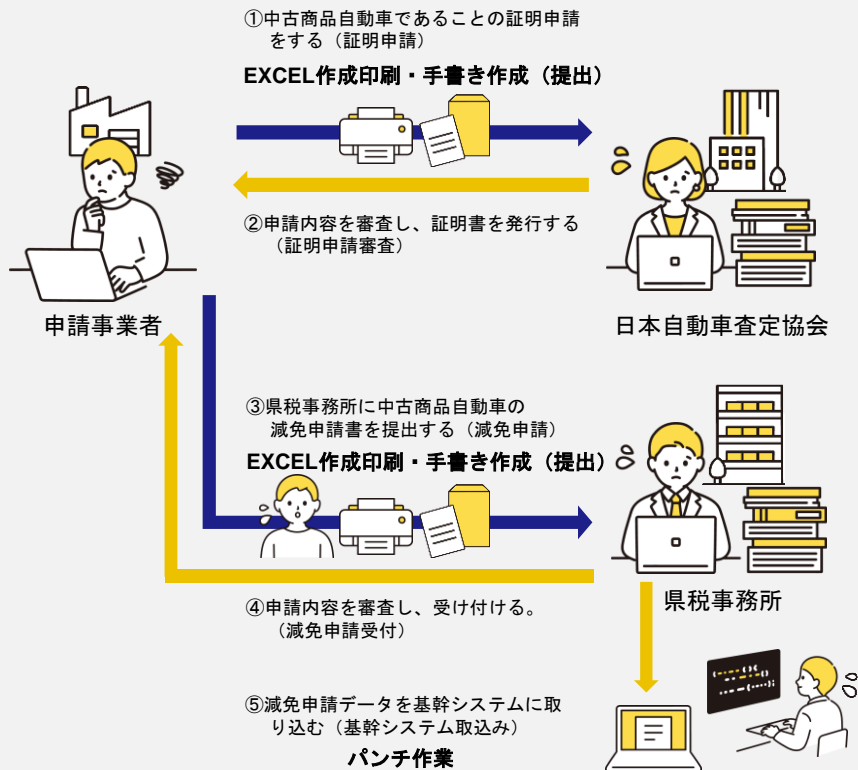 ①中古商品自動車であることの証明申請
をする（証明申請）
EXCEL作成印刷・手書き作成（提出）
②申請内容を審査し、証明書を発行する
（証明申請審査）
申請事業者
日本自動車査定協会
③県税事務所に中古商品自動車の
減免申請書を提出する（減免申請）
EXCEL作成印刷・手書き作成（提出）
県税事務所
④申請内容を審査し、受け付ける。
（減免申請受付）
⑤減免申請データを基幹システムに取
り込む（基幹システム取込み）
パンチ作業